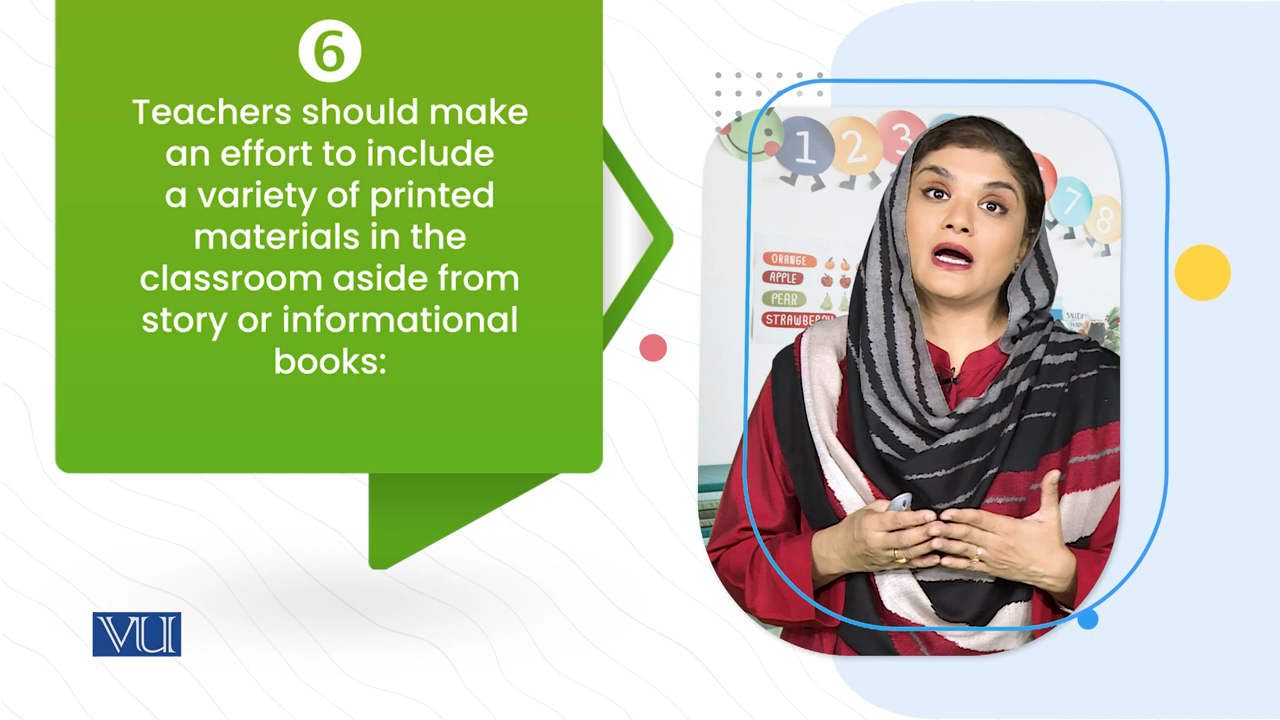 6
Teachers should make
an effort to include
a variety of printed
materials in the
classroom aside from
story or informational
books:
1 2 3
7 8
ORANGE
APPLE
PEAR
STRAWBERRY
VU